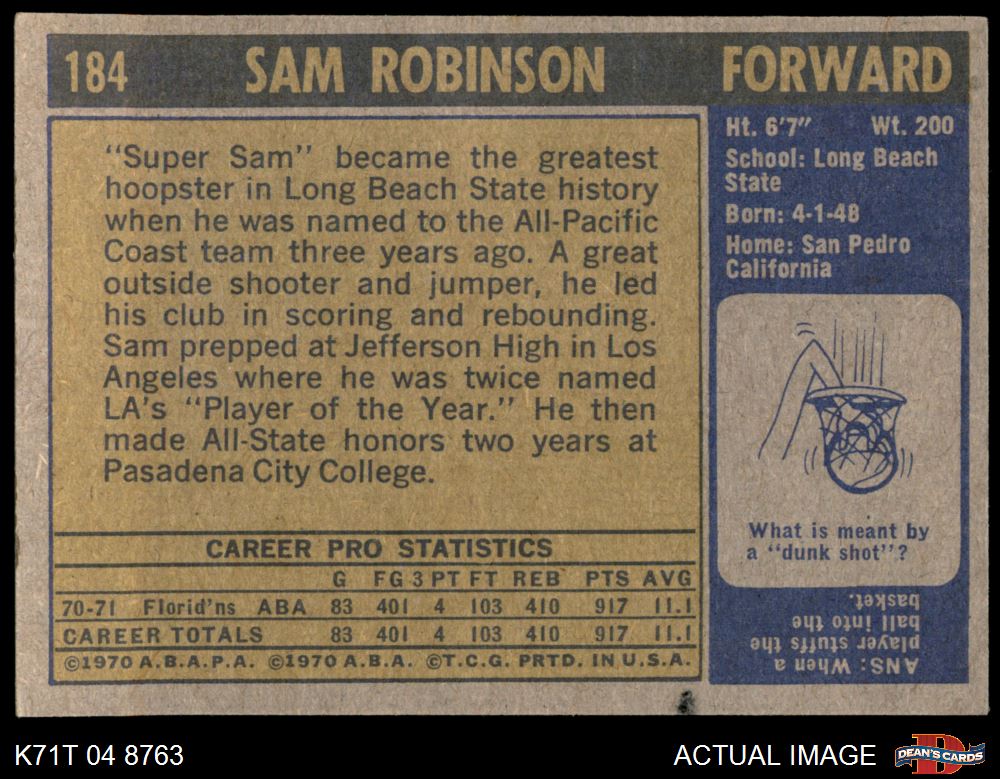 184 SAM ROBINSON FORWARD
"Super Sam" became the greatest
hoopster in Long Beach State history
when he was named to the All-Pacific
Coast team three years ago. A great
outside shooter and jumper, he led
his club in scoring and rebounding.
Sam prepped at Jefferson High in Los
Angeles where he was twice named
LA's "Player of the Year." He then
made All-State honors two years at
Pasadena City College.
CAREER PRO STATISTICS
G FG 3 PT FT REB PTS AVG
70-71 Florid'ns ABA 83 401 4 103 410 917 11.1
CAREER TOTALS 83 401 4 103 410 917 11.1
©1970 A.B.A.P.A. ©1970 A.B.A. ©T.C.G. PRTD. IN U.S.A.
Ht. 6'7" Wt. 200
School: Long Beach
State
Born: 4-1-48
Home: San Pedro
California
What is meant by
a "dunk shot"?
ANS: When a
player stuffs the
ball into the
basket.
K71T 04 8763
ACTUAL IMAGE
D
DEAN'S CARDS